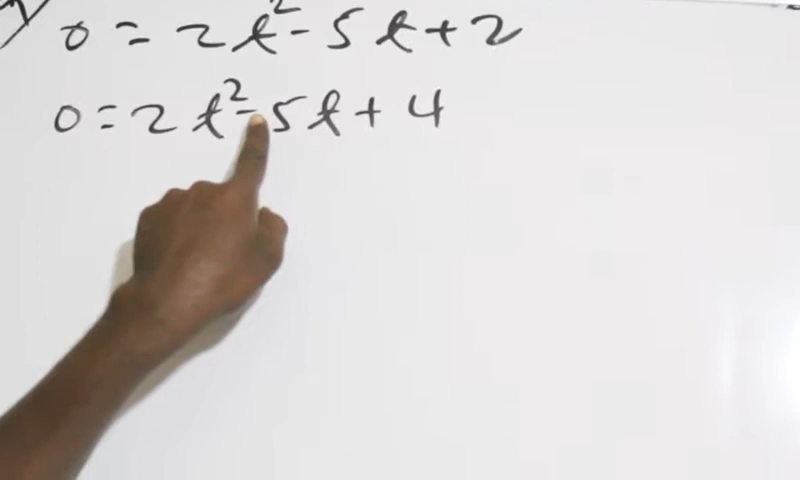 0 = 2t² - 5t + 2
0 = 2t² - 5t + 4